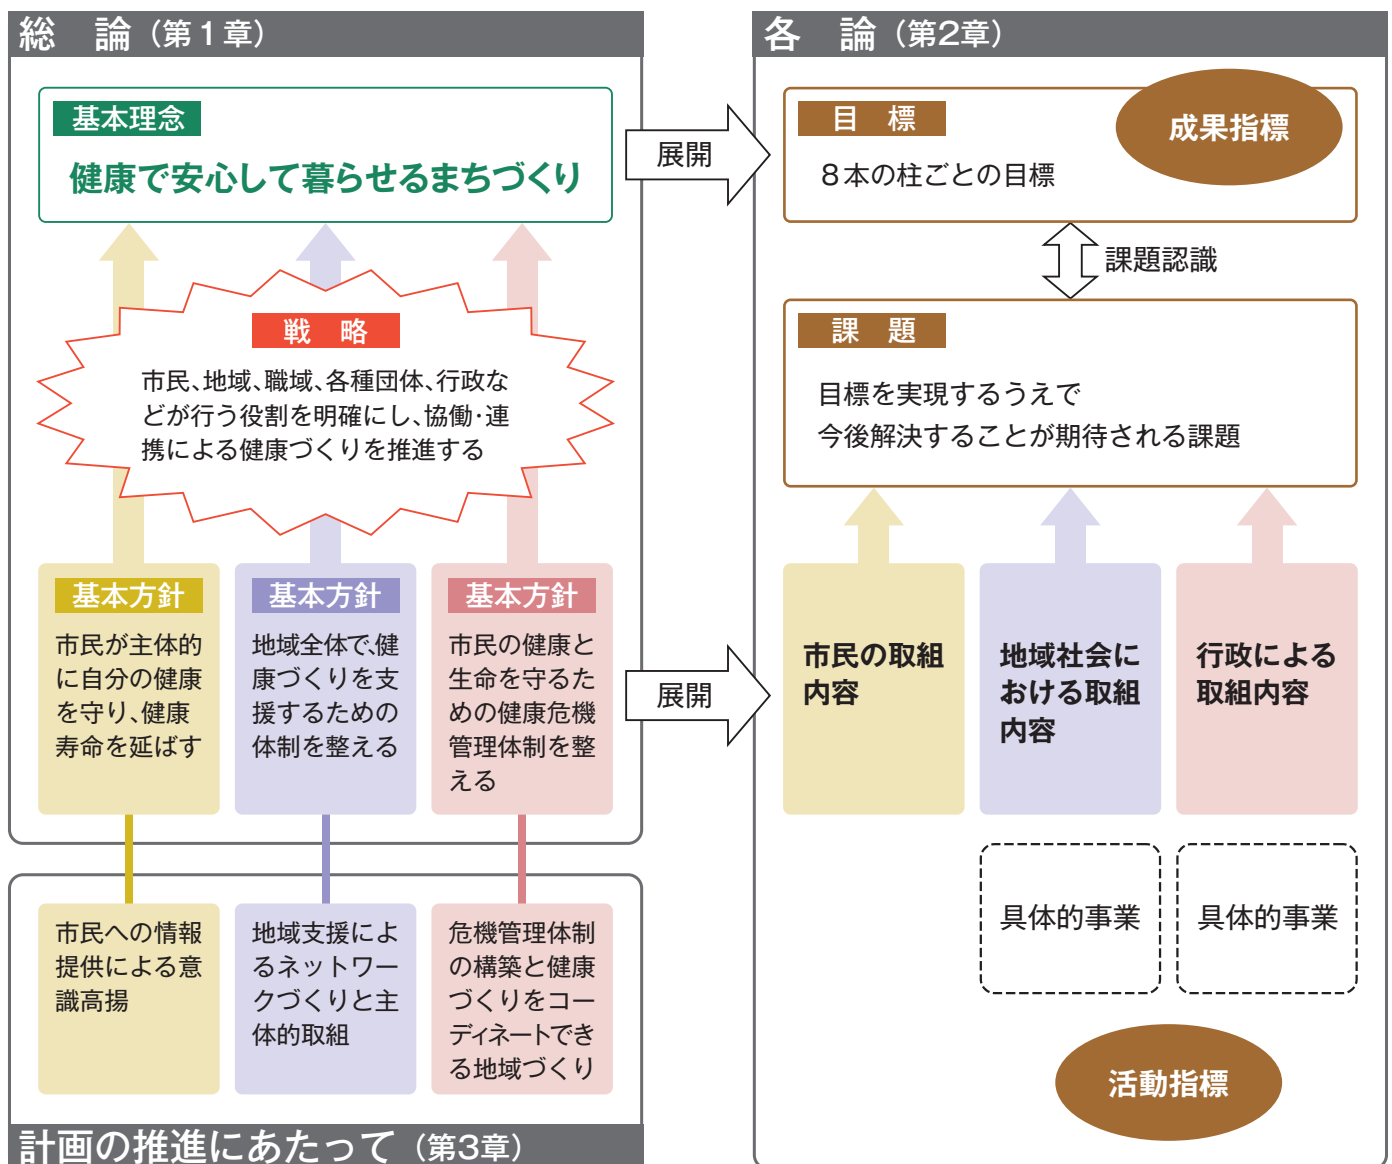 総　論（第１章）
基本理念
健康で安心して暮らせるまちづくり
戦　略
市民、地域、職域、各種団体、行政な
どが行う役割を明確にし、協働・連
携による健康づくりを推進する
基本方針
市民が主体的
に自分の健康
を守り、健康
寿命を延ばす
基本方針
地域全体で、健
康づくりを支
援するための
体制を整える
基本方針
市民の健康と
生命を守るた
めの健康危機
管理体制を整
える
市民への情報
提供による意
識高揚
地域支援によ
るネットワー
クづくりと主
体的取組
危機管理体制
の構築と健康
づくりをコー
ディネートでき
る地域づくり
計画の推進にあたって（第3章）
展開
展開
各　論（第2章）
目　標
成果指標
８本の柱ごとの目標
課題認識
課　題
目標を実現するうえで
今後解決することが期待される課題
市民の取組
内容
地域社会に
おける取組
内容
行政による
取組内容
具体的事業
具体的事業
活動指標